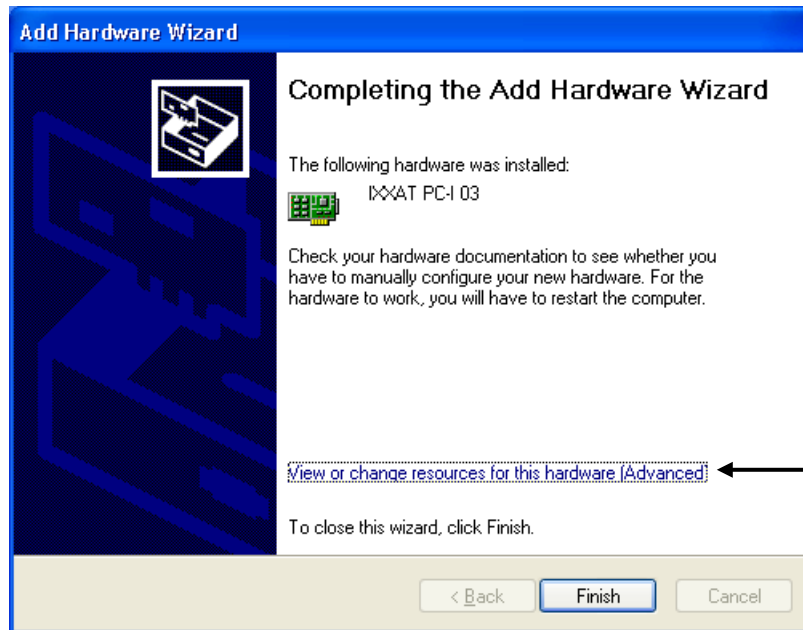 Add Hardware Wizard
Completing the Add Hardware Wizard
The following hardware was installed:
IXXAT PC-I 03
Check your hardware documentation to see whether you
have to manually configure your new hardware. For the
hardware to work, you will have to restart the computer.
View or change resources for this hardware (Advanced)
To close this wizard, click Finish.
< Back
Finish
Cancel